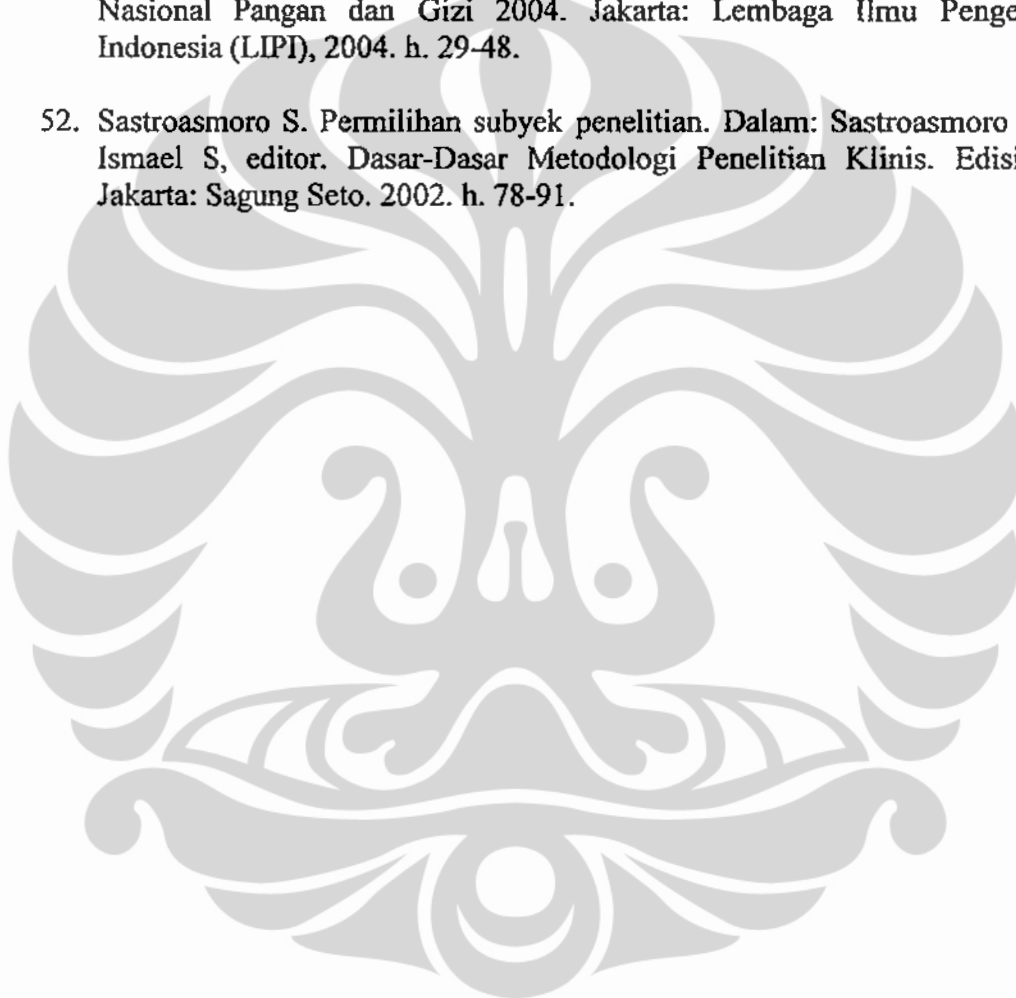 Nasional Pangan dan Gizi 2004. Jakarta: Lembaga Ilmu Penge
Indonesia (LIPI), 2004. h. 29-48.
52. Sastroasmoro S. Permilihan subyek penelitian. Dalam: Sastroasmoro
Ismael S, editor. Dasar-Dasar Metodologi Penelitian Klinis. Edisi
Jakarta: Sagung Seto. 2002. h. 78-91.